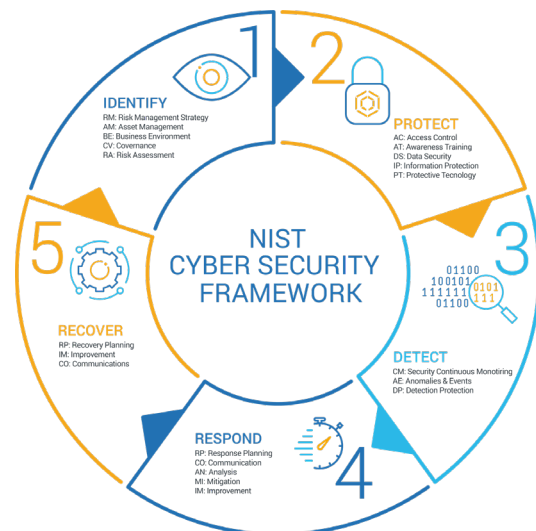 1
IDENTIFY
RM: Risk Management Strategy
AM: Asset Management
BE: Business Environment
CV: Covernance
RA: Risk Assessment
2
PROTECT
AC: Access Control
AT: Awareness Training
DS: Data Security
IP: Information Protection
PT: Protective Tecnology
NIST
CYBER SECURITY
FRAMEWORK
3
01100
100101
111111
01100
0101
111
DETECT
CM: Security Continuous Monotiring
AE: Anomalies & Events
DP: Detection Protection
4
RESPOND
RP: Response Planning
CO: Communication
AN: Analysis
MI: Mitigation
IM: Improvement
5
RECOVER
RP: Recovery Planning
IM: Improvement
CO: Communications